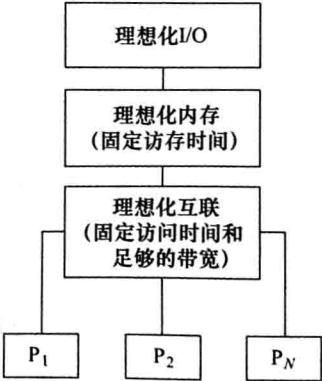 理想化I/O
理想化内存
(固定访存时间)
理想化互联
(固定访问时间和
足够的带宽)
P1
P2
PN